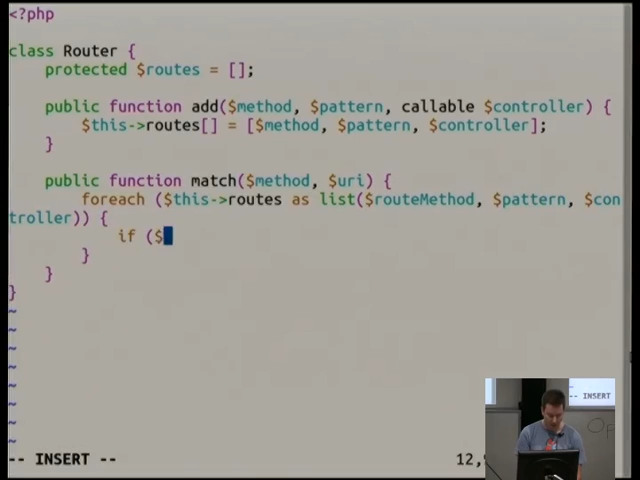 <?php
class Router {
protected $routes = [];
public function add($method, $pattern, callable $controller) {
$this->routes[] = [$method, $pattern, $controller];
}
public function match($method, $uri) {
foreach ($this->routes as list($routeMethod, $pattern, $con
troller)) {
if ($
}
}
}
~
~
~
~
~
~
~
~
-- INSERT --
12,
-- INSERT
Op